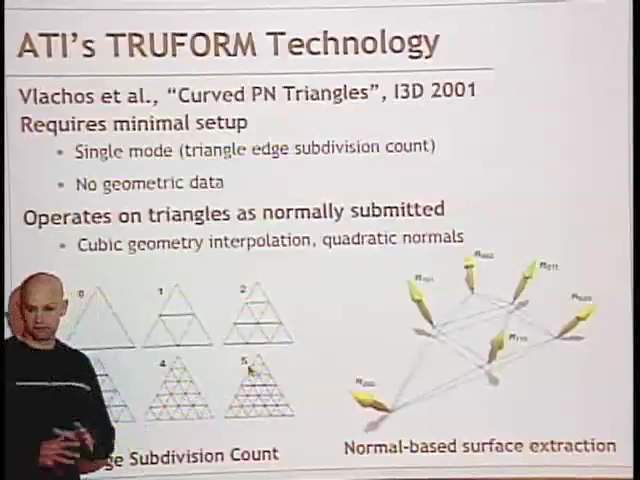 ATI's TRUFORM Technology
Vlachos et al., "Curved PN Triangles", I3D 2001
Requires minimal setup
• Single mode (triangle edge subdivision count)
• No geometric data
Operates on triangles as normally submitted
• Cubic geometry interpolation, quadratic normals
0 1 2
4 5
ge Subdivision Count
Normal-based surface extraction